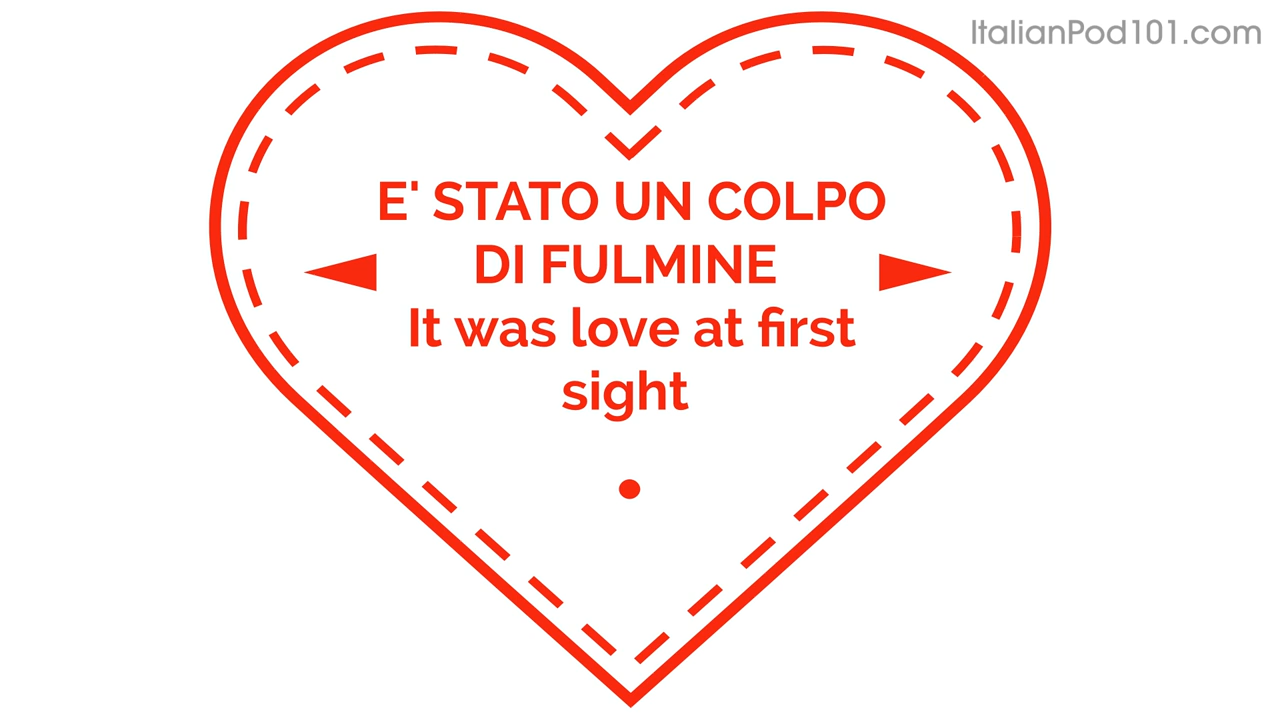 ItalianPod101.com
E' STATO UN COLPO
DI FULMINE
It was love at first
sight